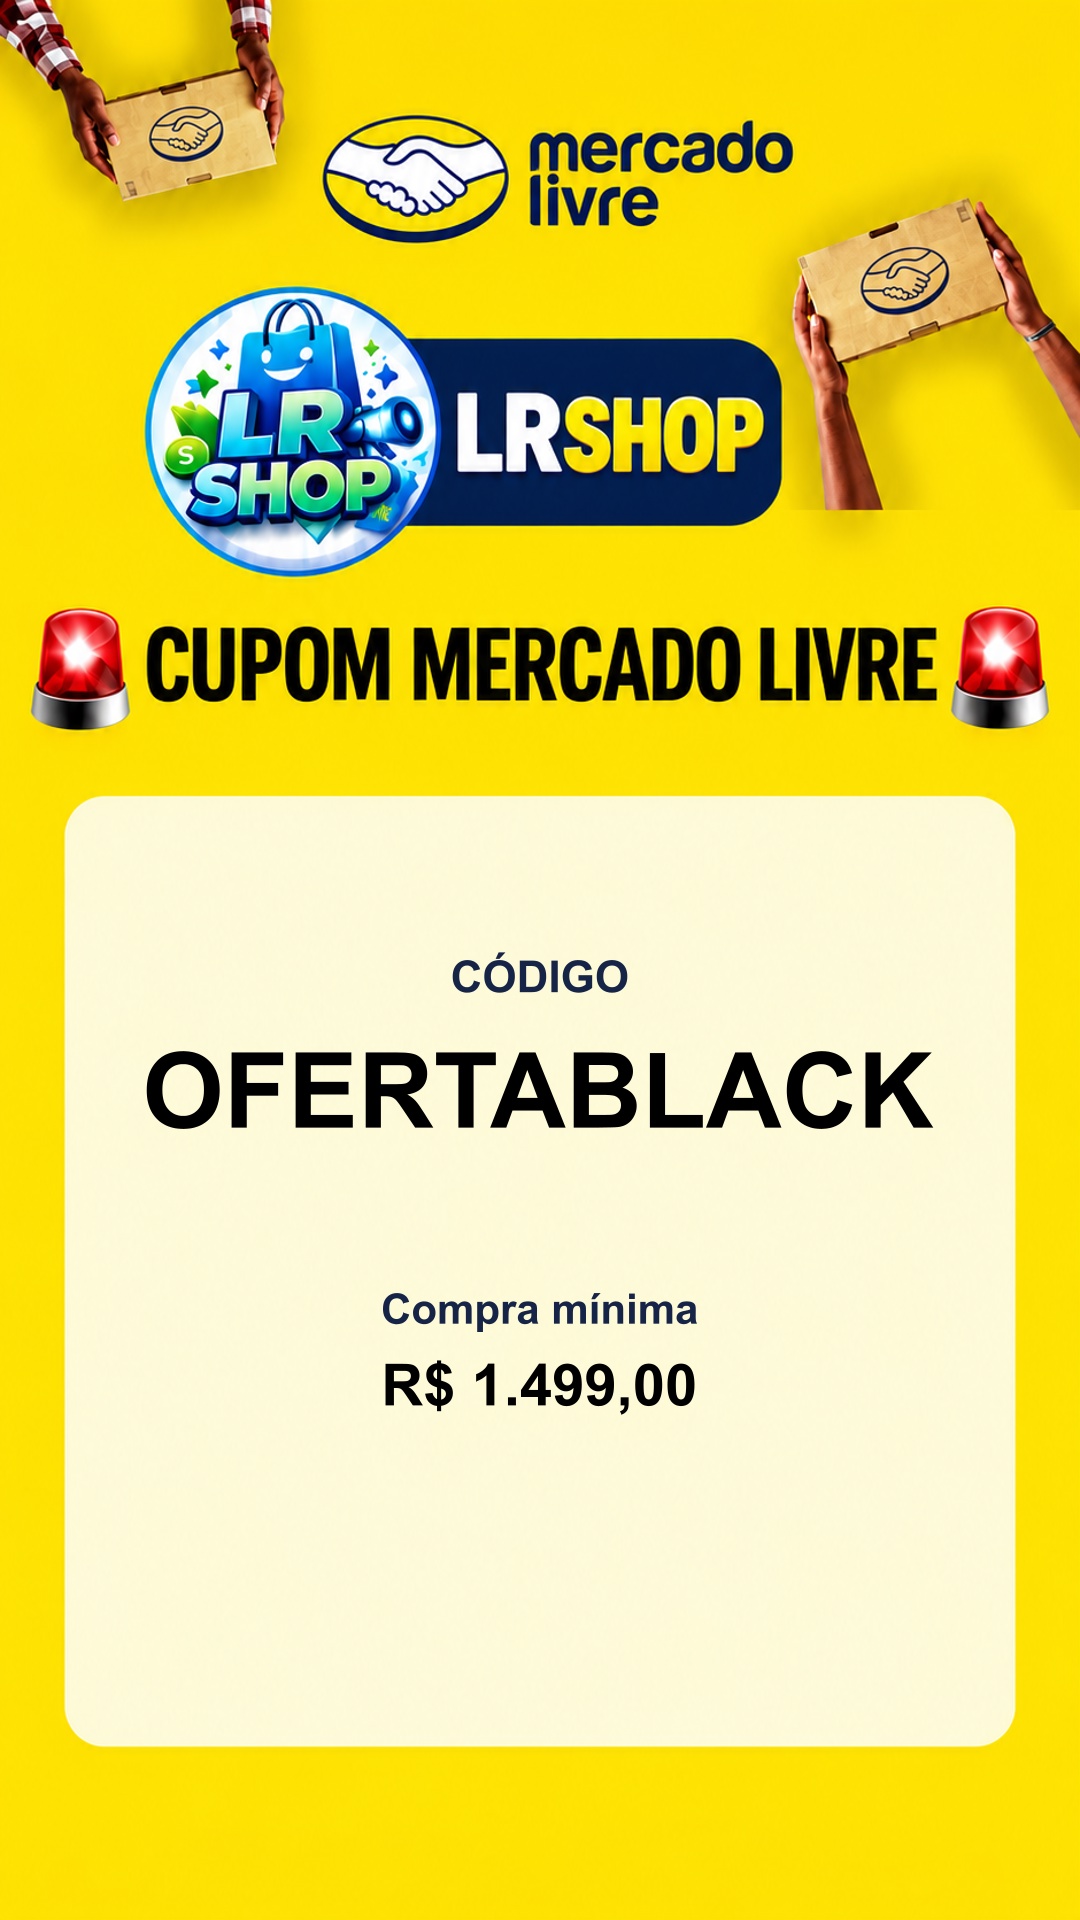 mercado
livre
LR
SHOP
LRSHOP
CUPOM MERCADO LIVRE
CÓDIGO
OFERTABLACK
Compra mínima
R$ 1.499,00